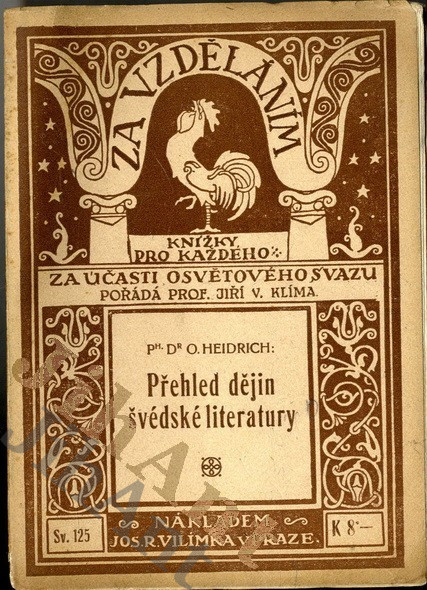 ZA VZDĚLÁNÍM
KNÍŽKY
PRO KAŽDÉHO
ZA ÚČASTI OSVĚTOVÉHO SVAZU
POŘÁDÁ PROF. JIŘÍ V. KLÍMA.
PH. DR O. HEIDRICH:
Přehled dějin
švédské literatury
Sv. 125
NÁKLADEM
JOS. R. VILÍMKA V PRAZE.
K 8·—